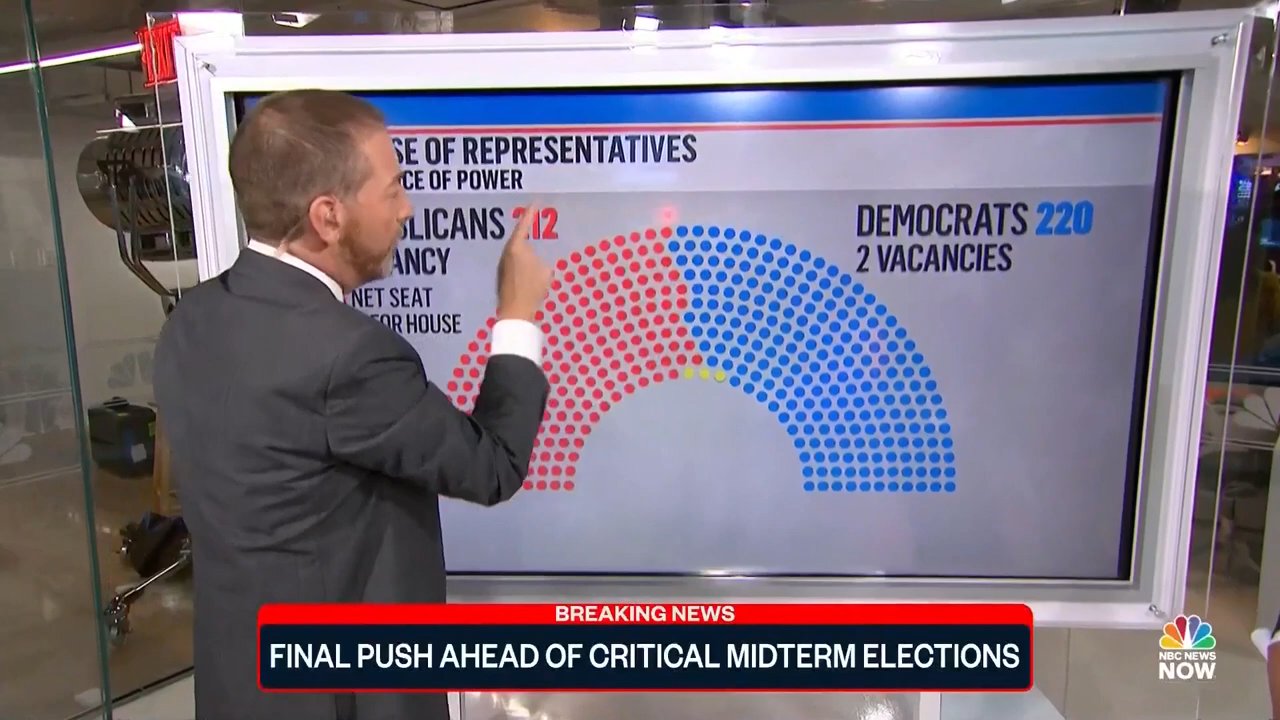 SE OF REPRESENTATIVES
CE OF POWER
LICANS 212
ANCY
NET SEAT
FOR HOUSE
DEMOCRATS 220
2 VACANCIES
BREAKING NEWS
FINAL PUSH AHEAD OF CRITICAL MIDTERM ELECTIONS
NBC NEWS
NOW